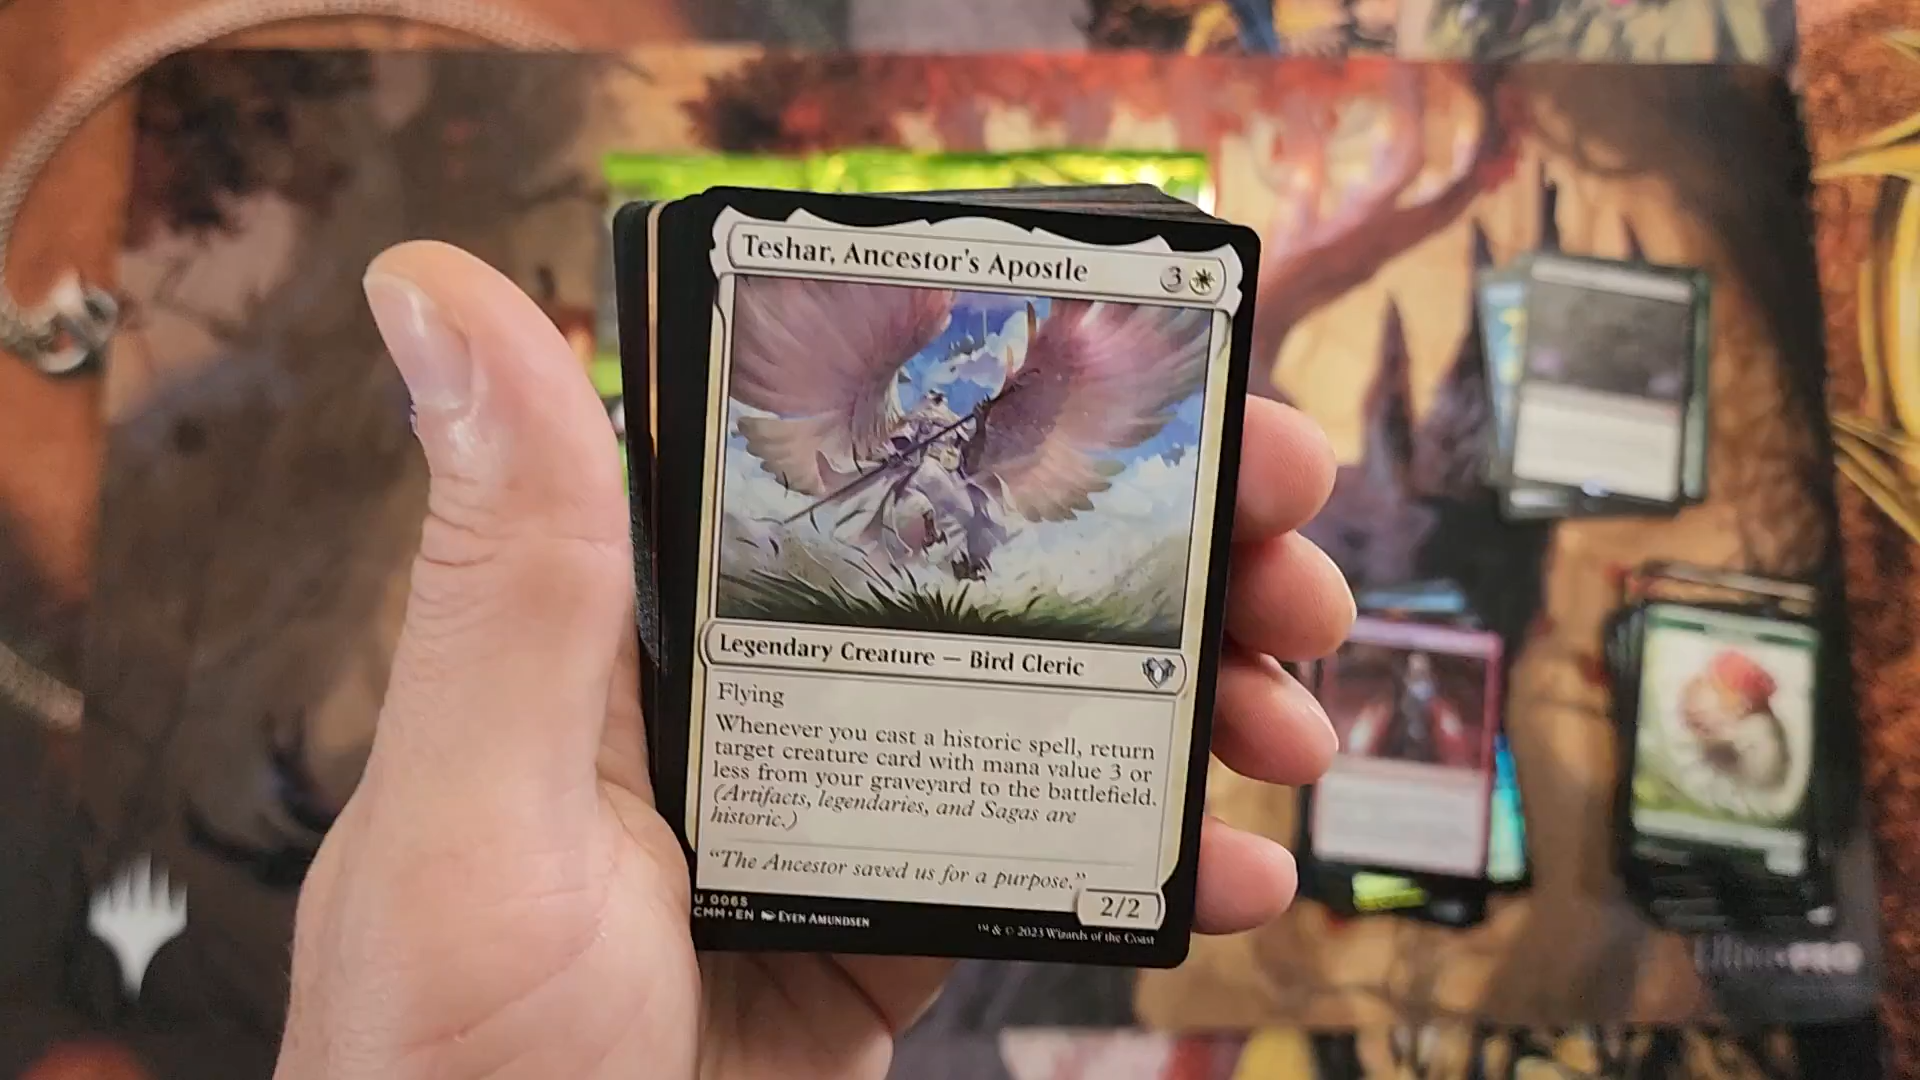 Teshar, Ancestor's Apostle 3
Legendary Creature — Bird Cleric
Flying
Whenever you cast a historic spell, return
target creature card with mana value 3 or
less from your graveyard to the battlefield.
(Artifacts, legendaries, and Sagas are
historic.)
“The Ancestor saved us for a purpose.”
2/2
U 0065
CMM • EN Even Amundsen
™ & © 2023 Wizards of the Coast